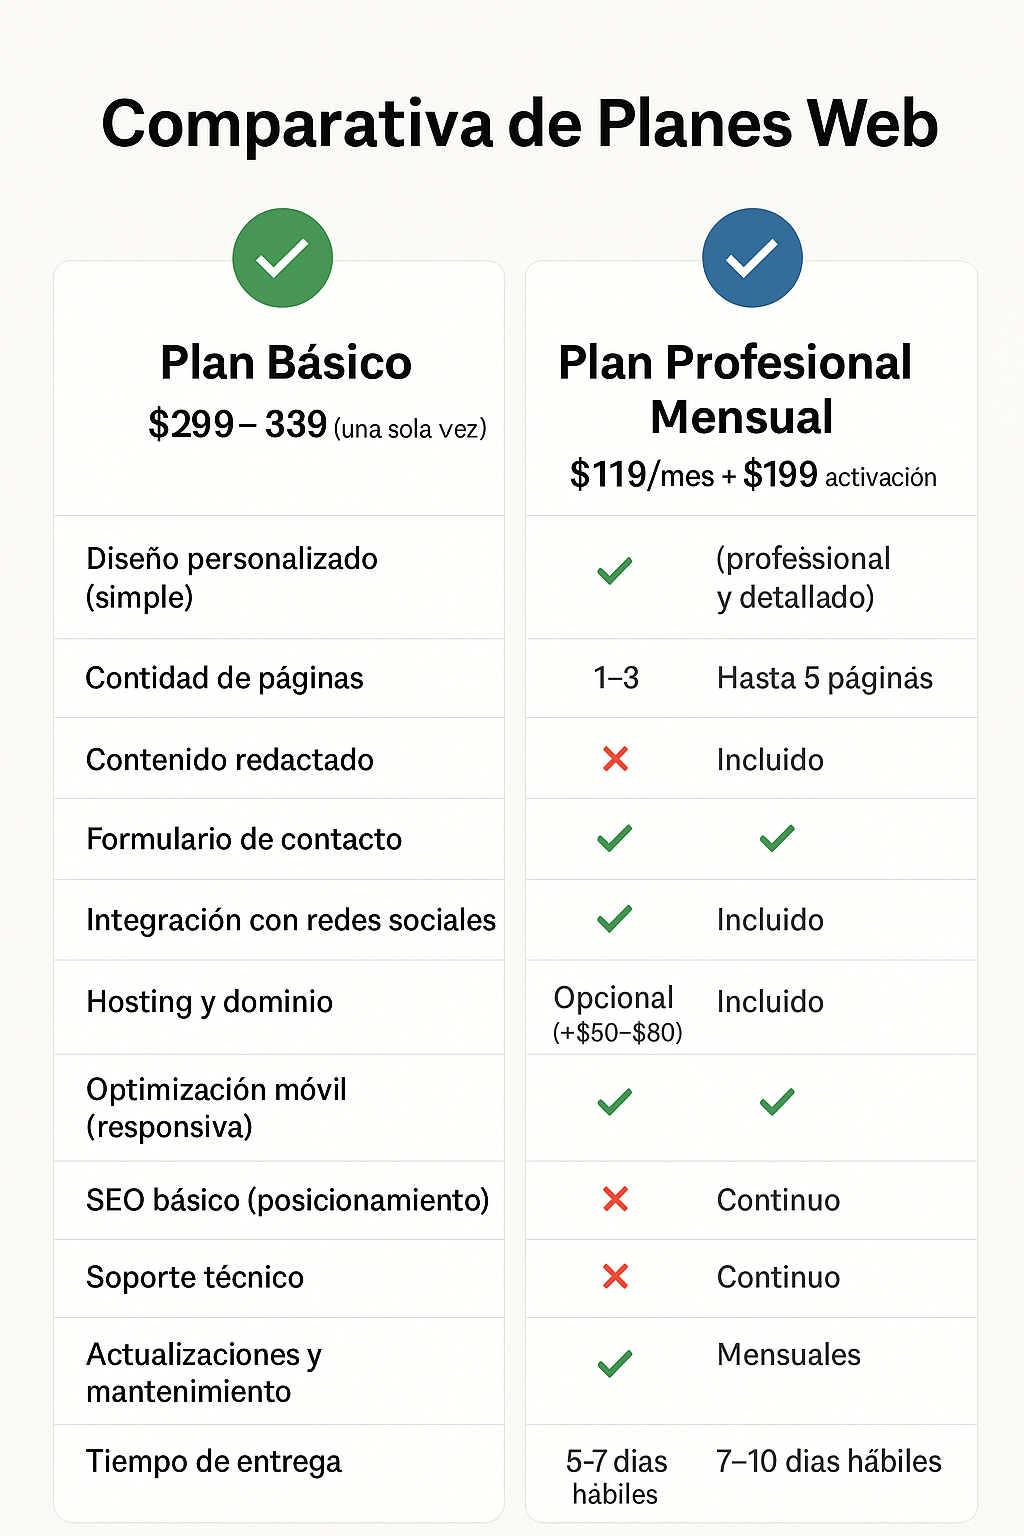 Comparativa de Planes Web
Plan Básico
$299 – 339 (una sola vez)
Plan Profesional
Mensual
$119/mes + $199 activación
Diseño personalizado
(simple)
(professional
y detallado)
Contidad de páginas
1–3
Hasta 5 páginas
Contenido redactado
Incluido
Formulario de contacto
Integración con redes sociales
Incluido
Hosting y dominio
Opcional
(+$50–$80)
Incluido
Optimización móvil
(responsiva)
SEO básico (posicionamiento)
Continuo
Soporte técnico
Continuo
Actualizaciones y
mantenimiento
Mensuales
Tiempo de entrega
5-7 dias
hábiles
7–10 dias hábiles